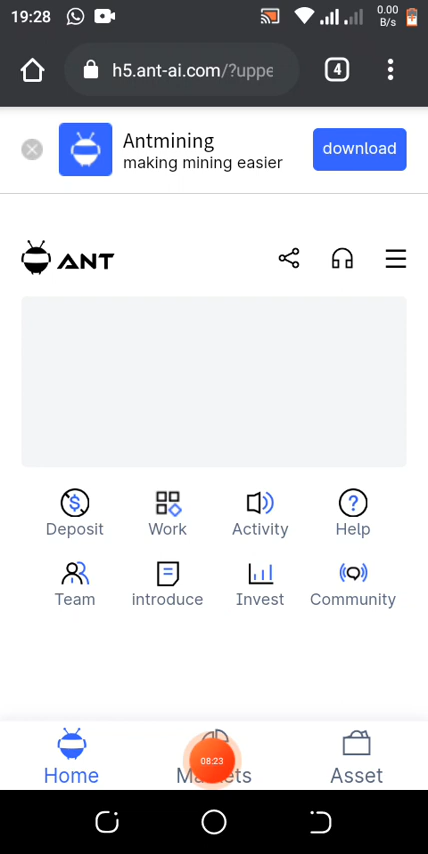 19:28
0.00
B/s
h5.ant-ai.com/?uppe
4
Antmining
making mining easier
download
ANT
Deposit
Work
Activity
Help
Team
introduce
Invest
Community
08:23
Home
Asset